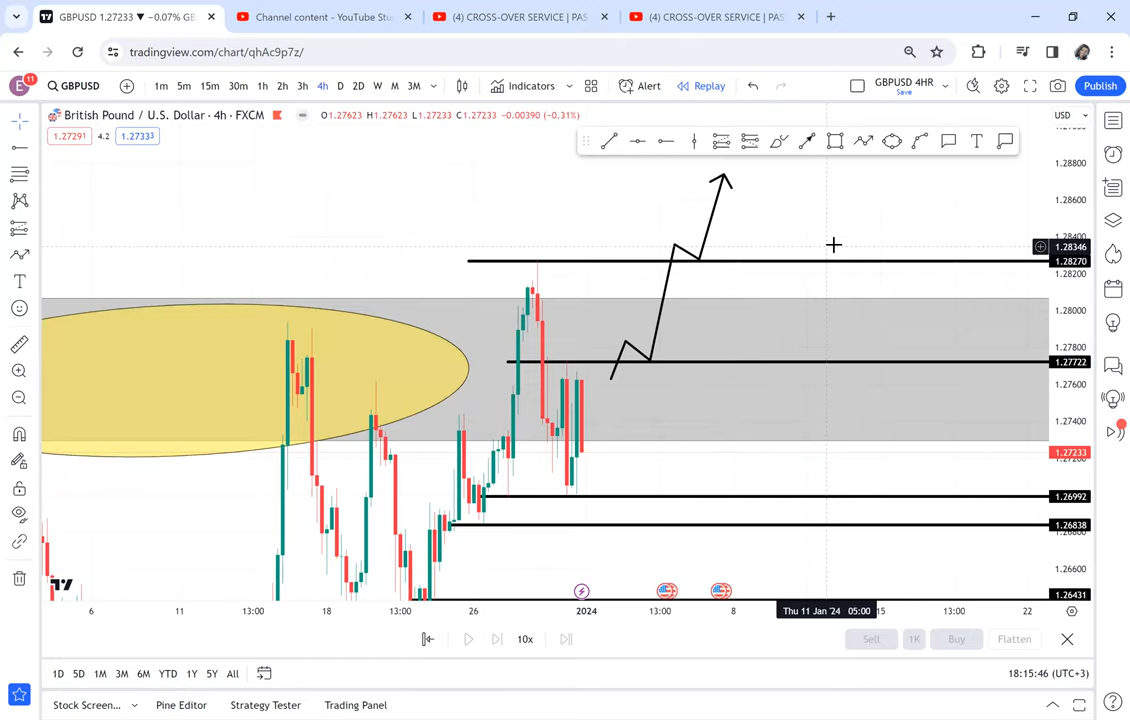 GBPUSD 1.27233 ▼ −0.07% GB
Channel content - YouTube Stu
(4) CROSS-OVER SERVICE | PAS
(4) CROSS-OVER SERVICE | PAS
tradingview.com/chart/qhAc9p7z/
E 11 GBPUSD 1m 5m 15m 30m 1h 2h 3h 4h D 2D W M 3M Indicators Alert Replay GBPUSD 4HR Save Publish
British Pound / U.S. Dollar · 4h · FXCM O1.27623 H1.27623 L1.27233 C1.27233 −0.00390 (−0.31%) USD
1.27291 4.2 1.27333
1.28800
1.28600
1.28346
1.28270
1.28200
1.28000
1.27800
1.27722
1.27600
1.27400
1.27233
1.26992
1.26838
1.26600
1.26431
6 11 13:00 18 13:00 26 2024 13:00 8 Thu 11 Jan '24 05:00 15 13:00 22
10x Sell 1K Buy Flatten
1D 5D 1M 3M 6M YTD 1Y 5Y All 18:15:46 (UTC+3)
Stock Screen... Pine Editor Strategy Tester Trading Panel